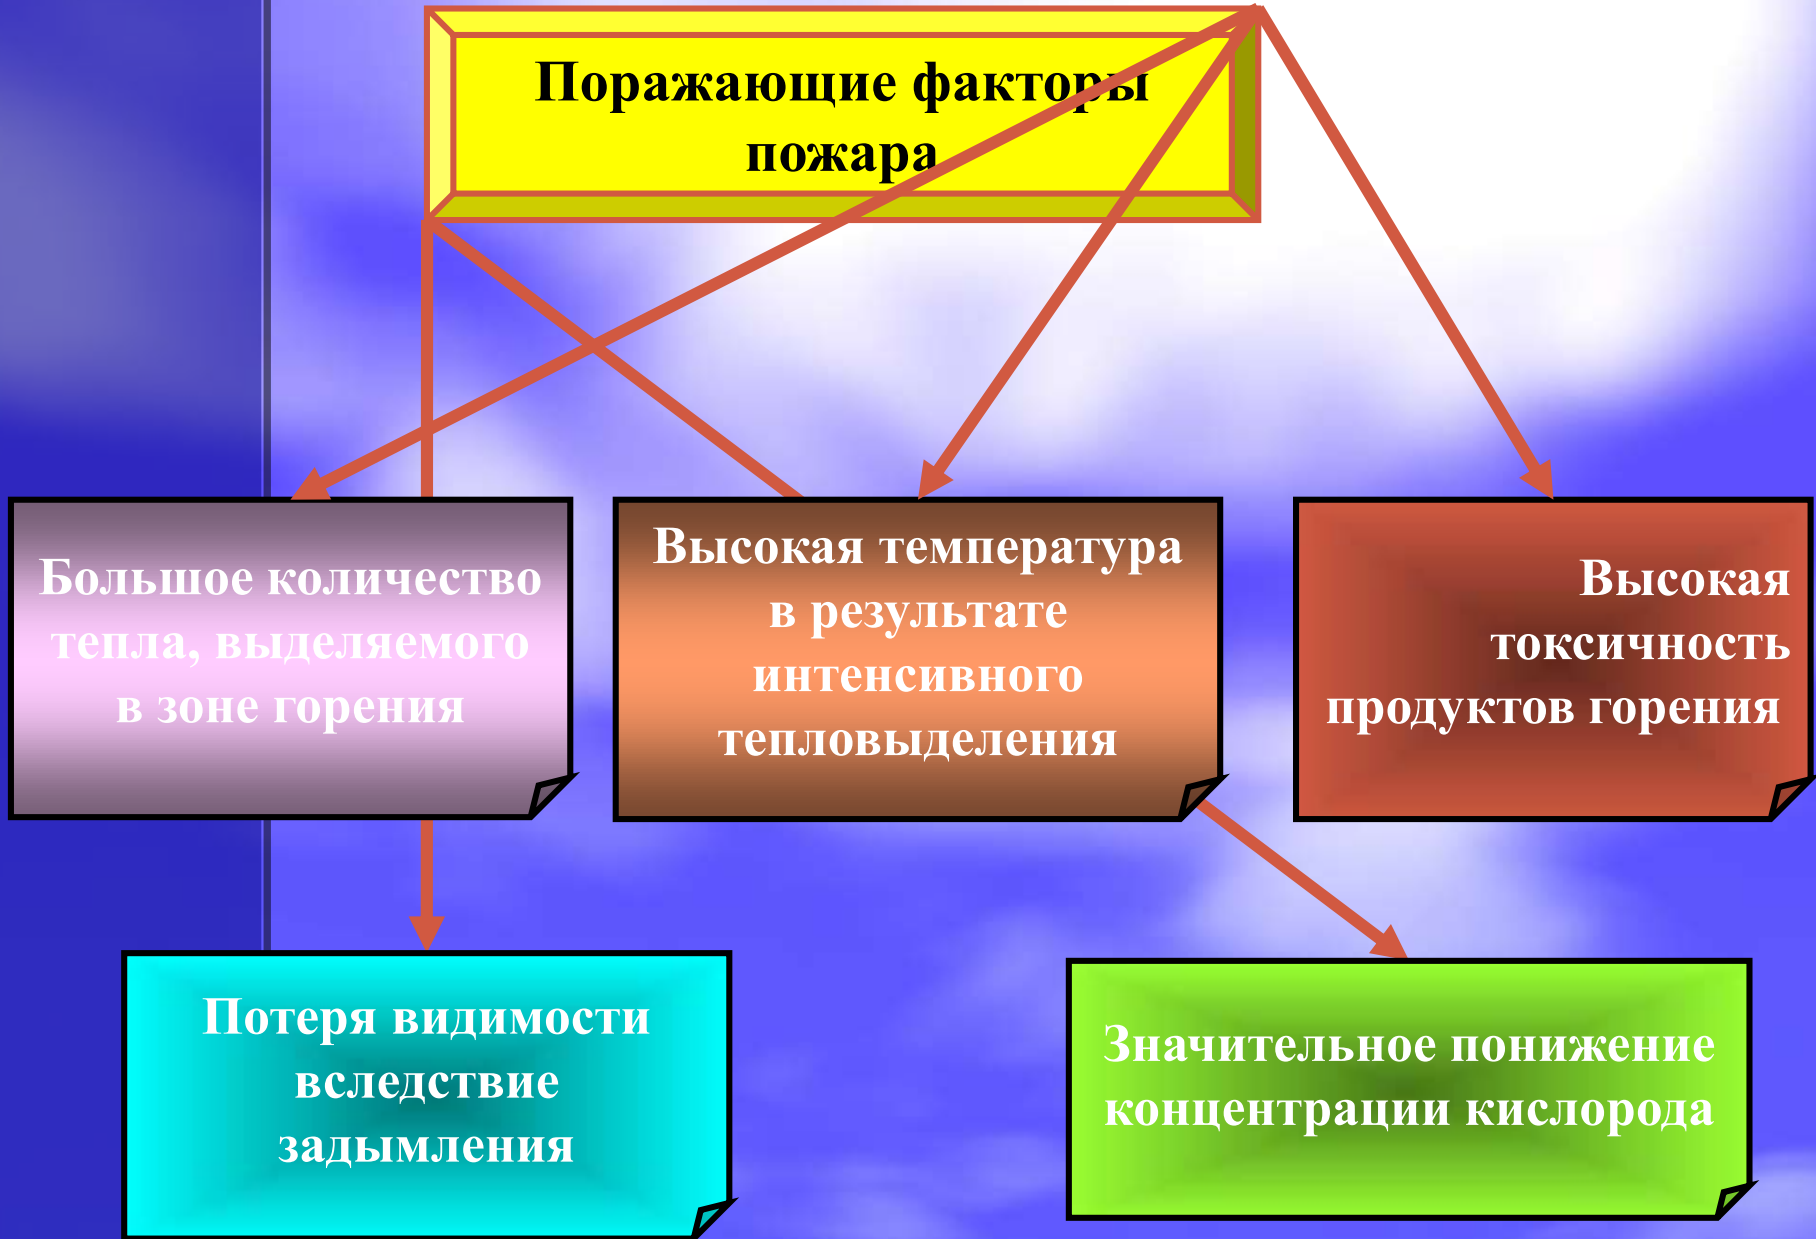 Поражающие факторы
пожара
Большое количество
тепла, выделяемого
в зоне горения
Высокая температура
в результате
интенсивного
тепловыделения
Высокая
токсичность
продуктов горения
Потеря видимости
вследствие
задымления
Значительное понижение
концентрации кислорода